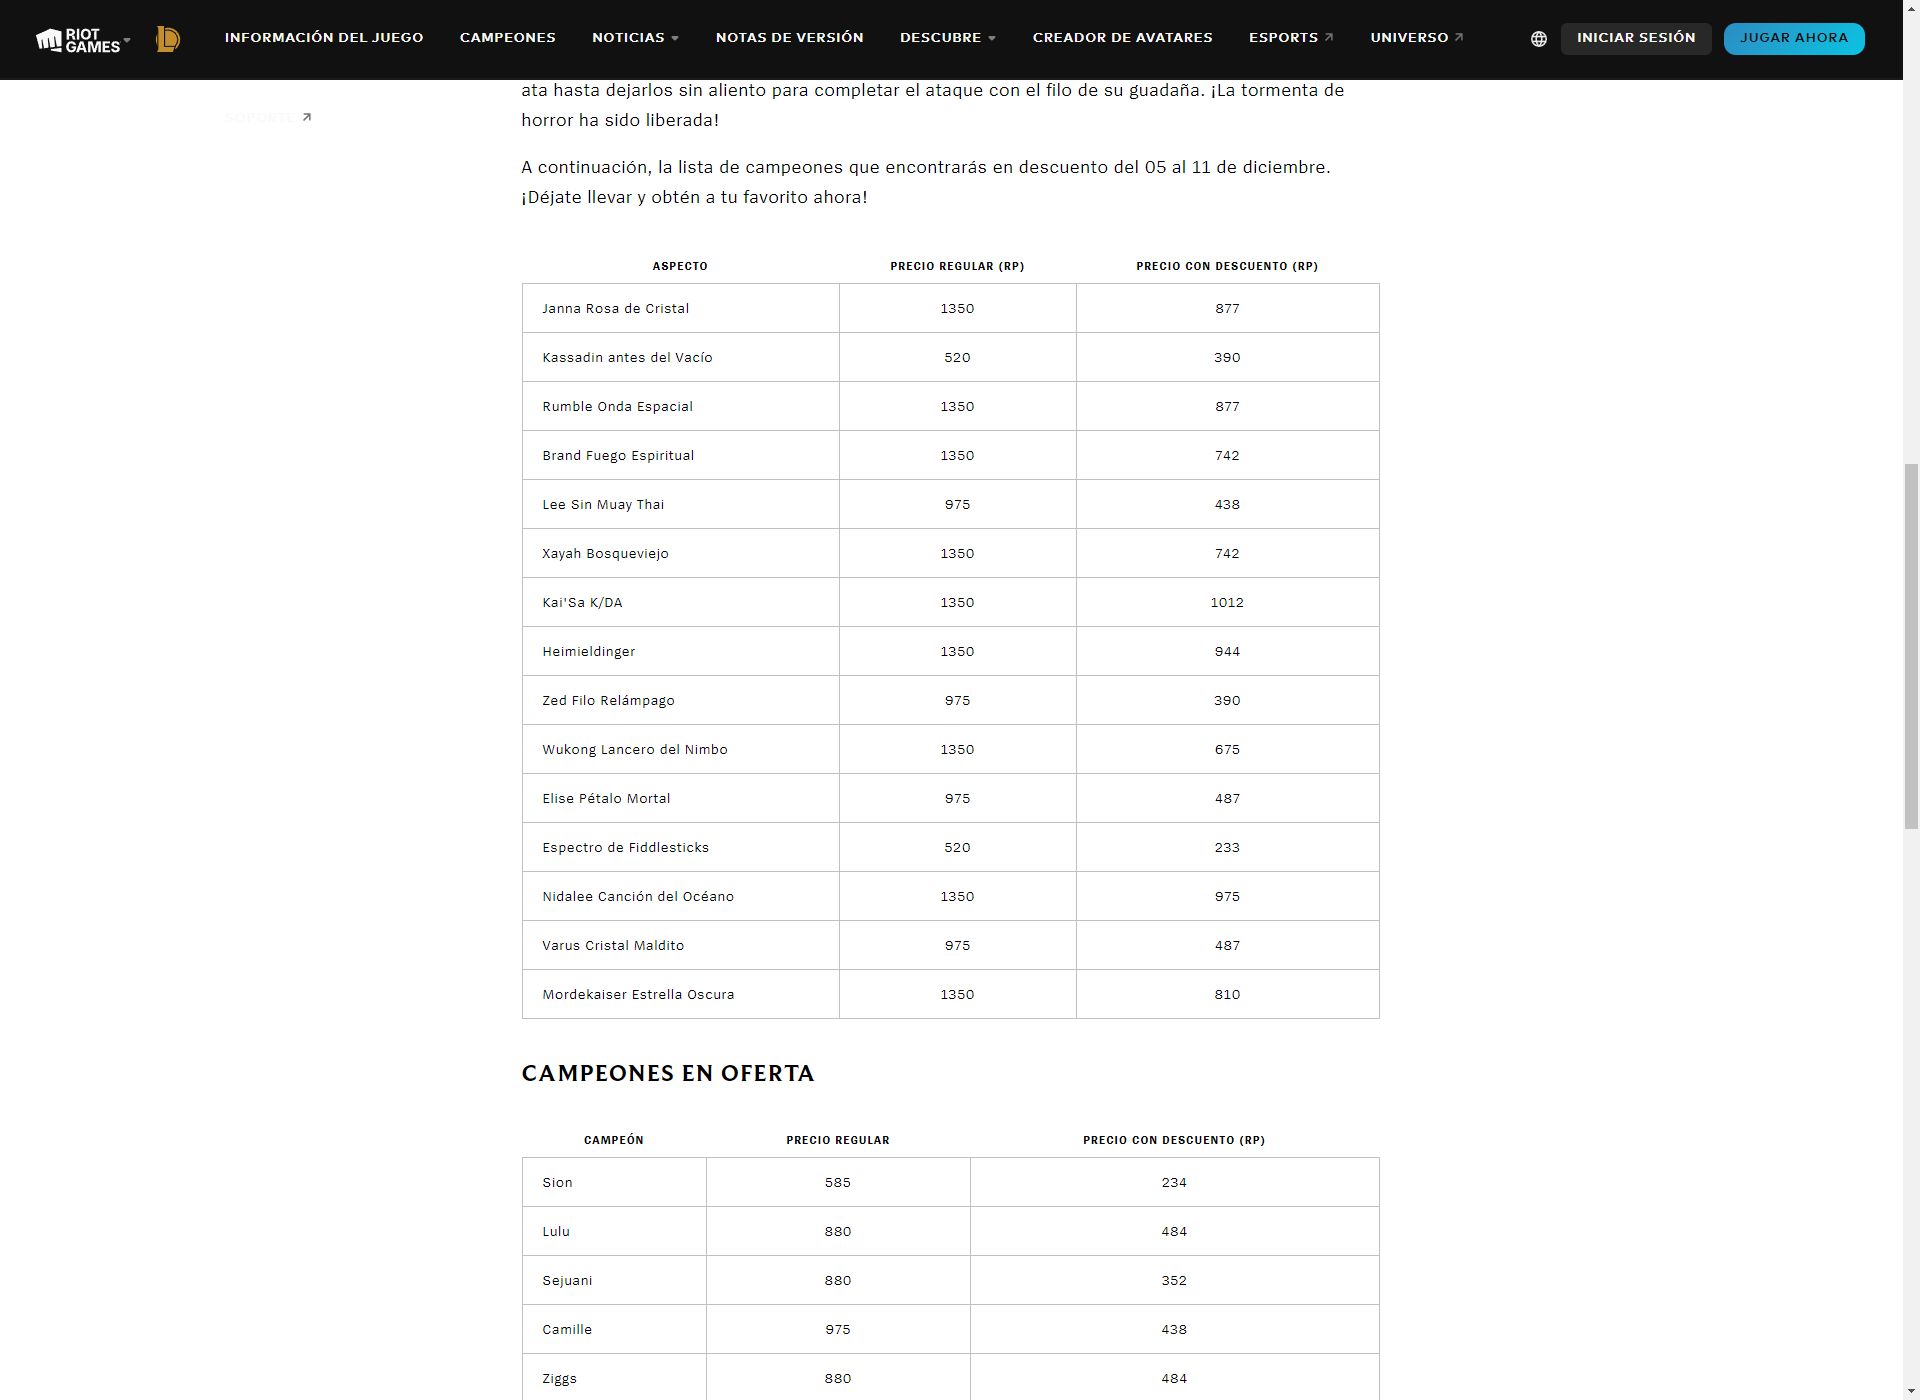 RIOT GAMES
INFORMACIÓN DEL JUEGO CAMPEONES NOTICIAS NOTAS DE VERSIÓN DESCUBRE CREADOR DE AVATARES ESPORTS UNIVERSO INICIAR SESIÓN JUGAR AHORA
SOPORTE
ata hasta dejarlos sin aliento para completar el ataque con el filo de su guadaña. ¡La tormenta de
horror ha sido liberada!
A continuación, la lista de campeones que encontrarás en descuento del 05 al 11 de diciembre.
¡Déjate llevar y obtén a tu favorito ahora!
ASPECTO PRECIO REGULAR (RP) PRECIO CON DESCUENTO (RP)
Janna Rosa de Cristal 1350 877
Kassadin antes del Vacío 520 390
Rumble Onda Espacial 1350 877
Brand Fuego Espiritual 1350 742
Lee Sin Muay Thai 975 438
Xayah Bosqueviejo 1350 742
Kai'Sa K/DA 1350 1012
Heimieldinger 1350 944
Zed Filo Relámpago 975 390
Wukong Lancero del Nimbo 1350 675
Elise Pétalo Mortal 975 487
Espectro de Fiddlesticks 520 233
Nidalee Canción del Océano 1350 975
Varus Cristal Maldito 975 487
Mordekaiser Estrella Oscura 1350 810
CAMPEONES EN OFERTA
CAMPEÓN PRECIO REGULAR PRECIO CON DESCUENTO (RP)
Sion 585 234
Lulu 880 484
Sejuani 880 352
Camille 975 438
Ziggs 880 484